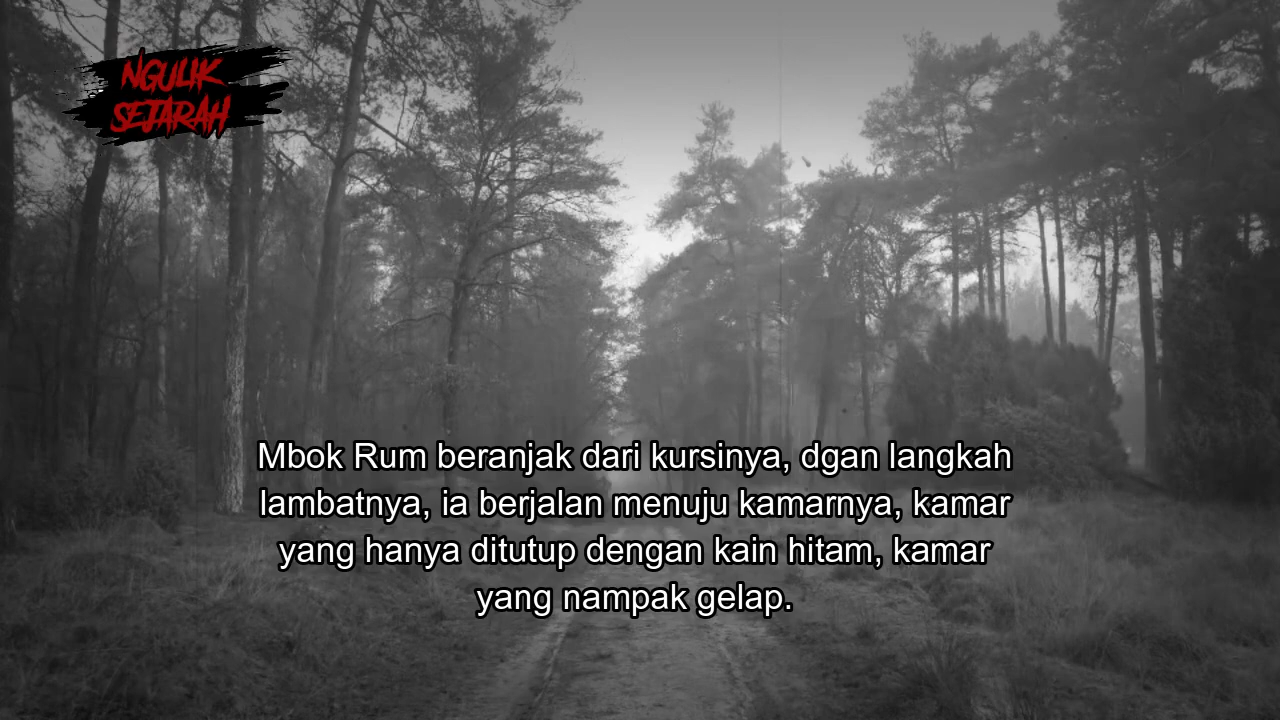 NGULIK
SEJARAH
Mbok Rum beranjak dari kursinya, dgan langkah
lambatnya, ia berjalan menuju kamarnya, kamar
yang hanya ditutup dengan kain hitam, kamar
yang nampak gelap.